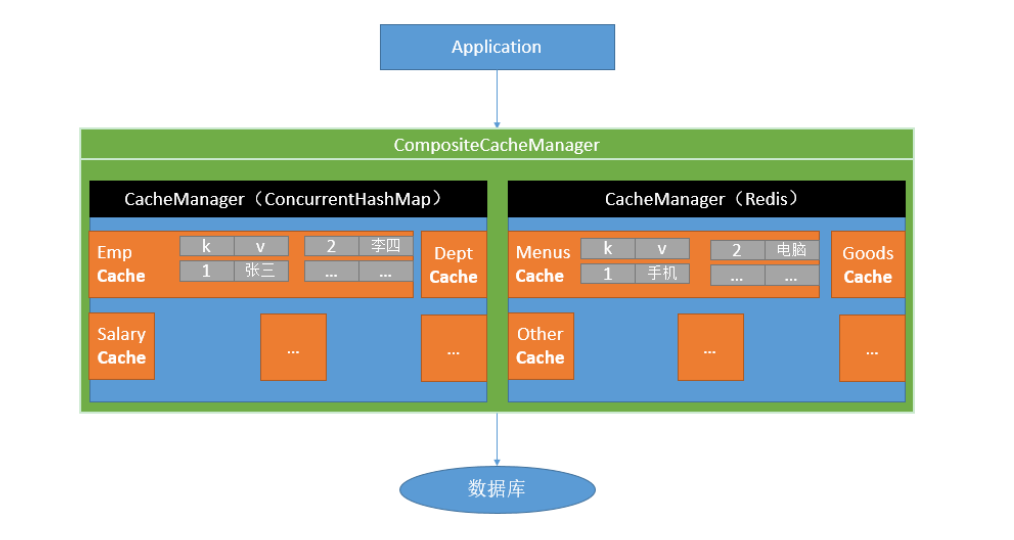 Application
CompositeCacheManager
CacheManager（ConcurrentHashMap）
Emp
Cache
k v
1 张三
2 李四
... ...
Dept
Cache
Salary
Cache
...
...
CacheManager（Redis）
Menus
Cache
k v
1 手机
2 电脑
... ...
Goods
Cache
Other
Cache
...
...
数据库